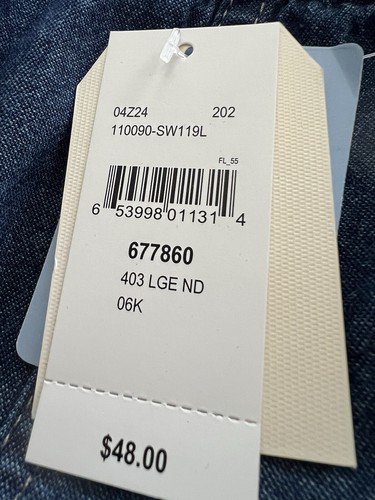 04Z24 202
110090-SW119L
FL_55
6 53998 01131 4
677860
403 LGE ND
06K
$48.00